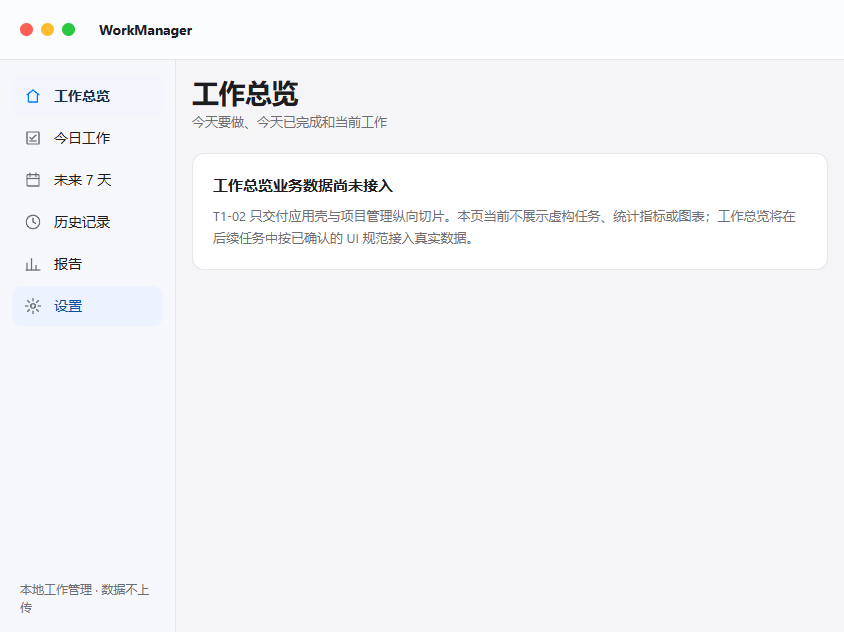 WorkManager
工作总览
今日工作
未来 7 天
历史记录
报告
设置
本地工作管理 · 数据不上
传
工作总览
今天要做、今天已完成和当前工作
工作总览业务数据尚未接入
T1-02 只交付应用壳与项目管理纵向切片。本页当前不展示虚构任务、统计指标或图表；工作总览将在
后续任务中按已确认的 UI 规范接入真实数据。